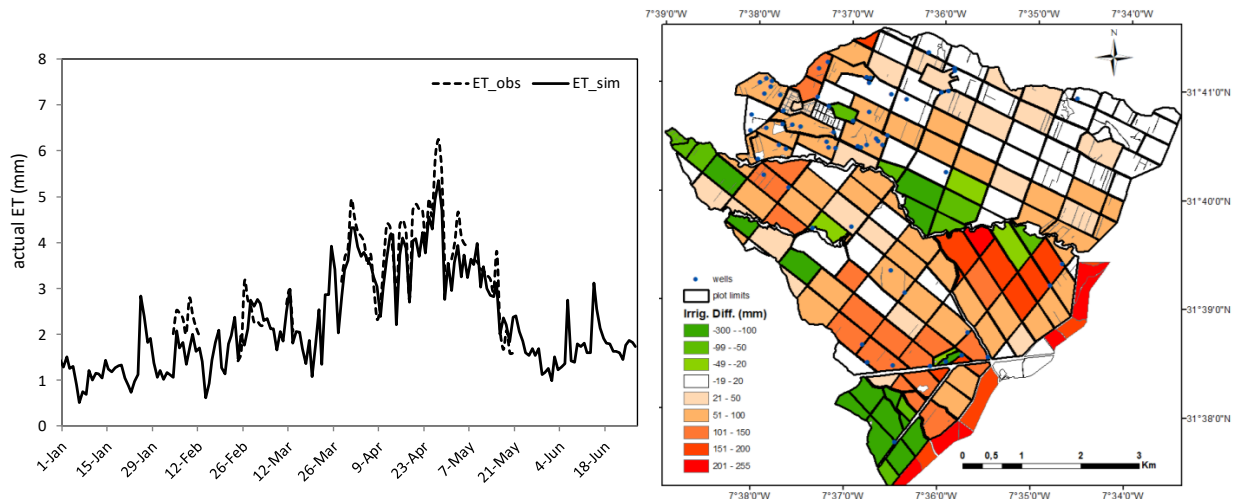 8
7
6
5
4
3
2
1
0
actual ET (mm)
ET_obs ET_sim
1-Jan 15-Jan 29-Jan 12-Feb 26-Feb 12-Mar 26-Mar 9-Apr 23-Apr 7-May 21-May 4-Jun 18-Jun
7°39'0"W 7°38'0"W 7°37'0"W 7°36'0"W 7°35'0"W 7°34'0"W
N
31°41'0"N
31°40'0"N
31°39'0"N
31°38'0"N
wells
plot limits
Irrig. Diff. (mm)
-300 - -100
-99 - -50
-49 - -20
-19 - 20
21 - 50
51 - 100
101 - 150
151 - 200
201 - 255
0 0,5 1 2 3
Km
7°38'0"W 7°37'0"W 7°36'0"W 7°35'0"W 7°34'0"W